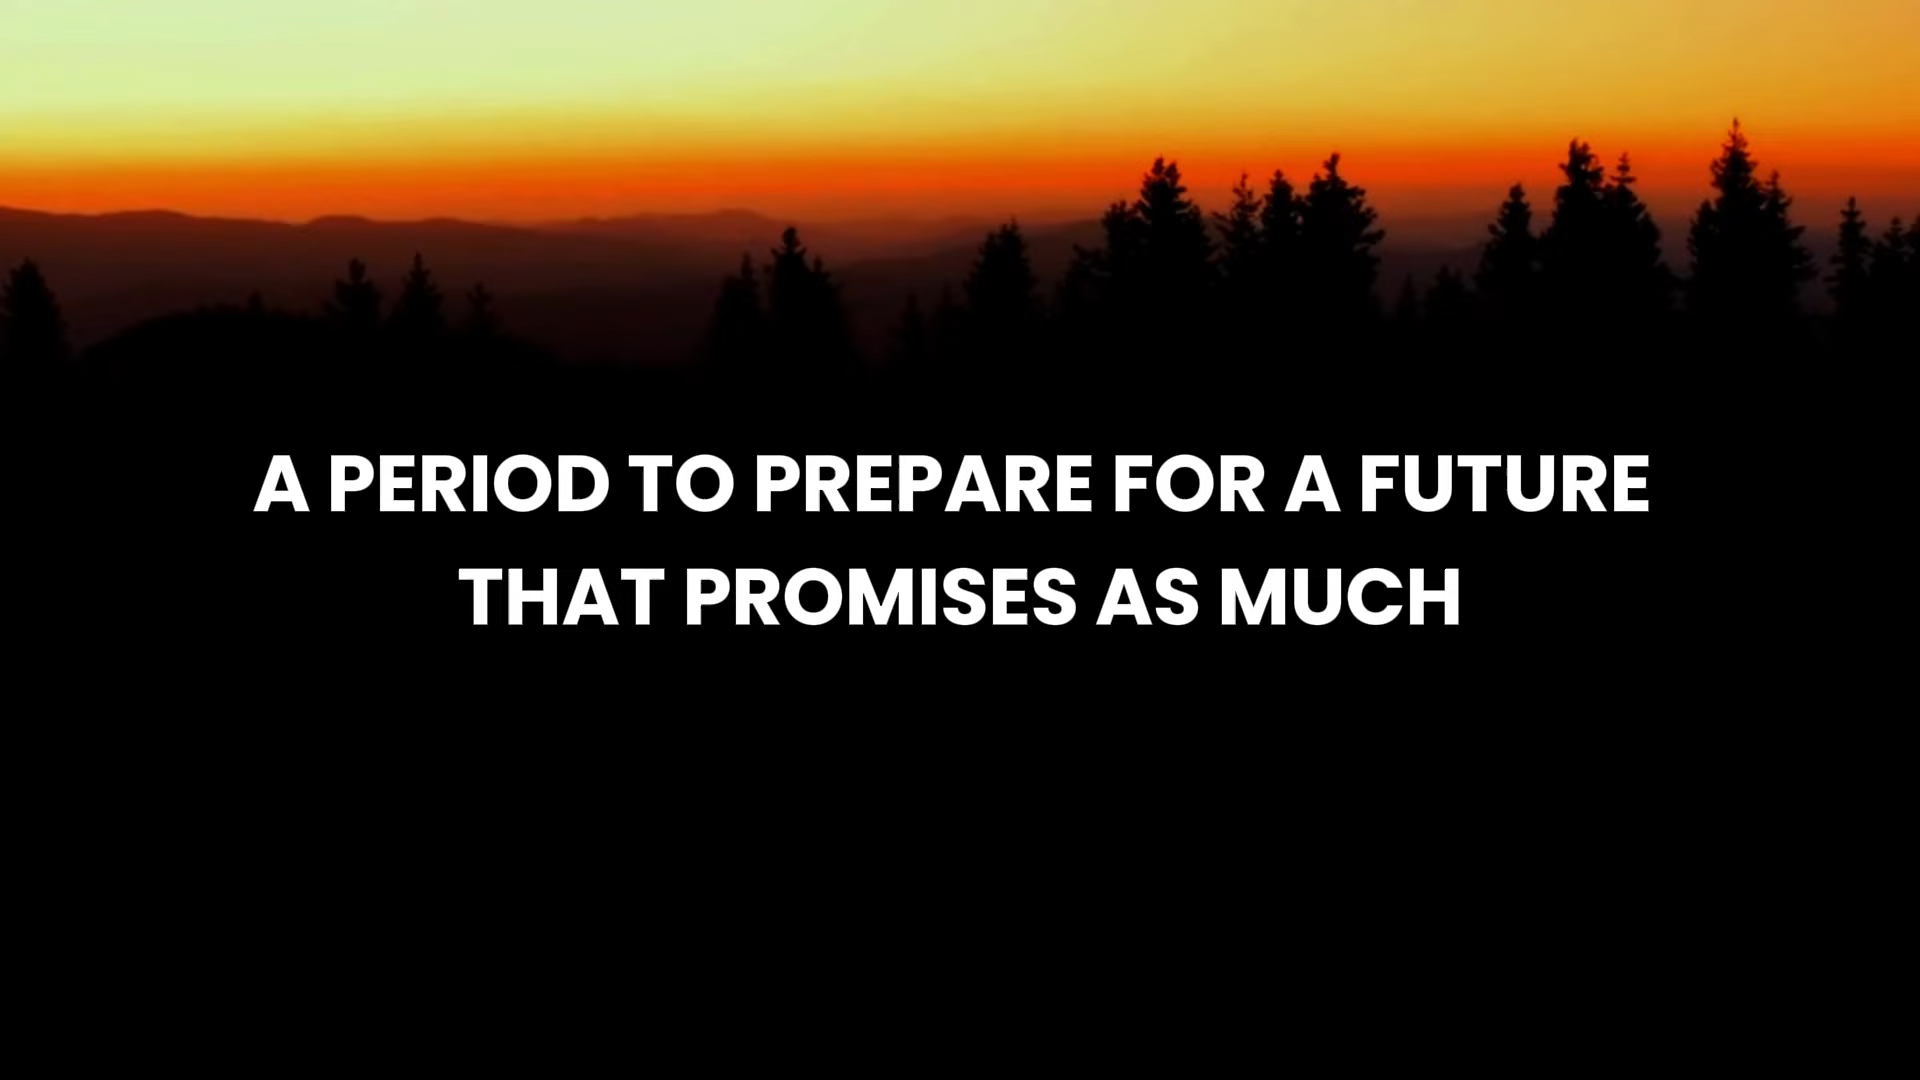 A PERIOD TO PREPARE FOR A FUTURE
THAT PROMISES AS MUCH